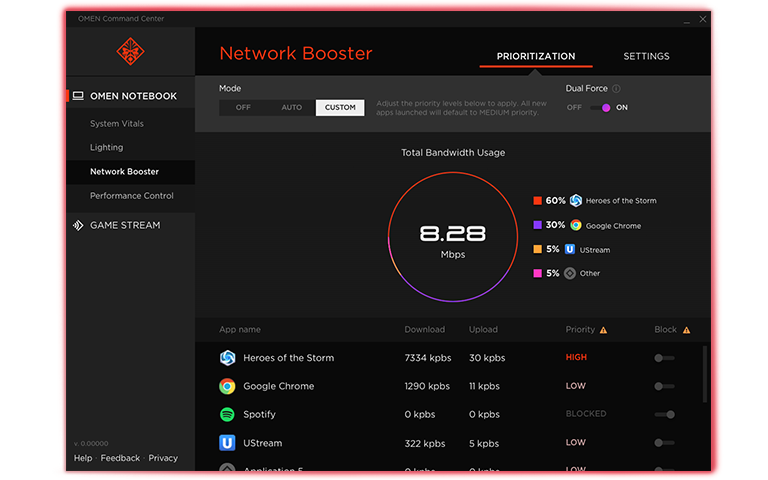 OMEN Command Center
Network Booster
PRIORITIZATION
SETTINGS
OMEN NOTEBOOK
System Vitals
Lighting
Network Booster
Performance Control
GAME STREAM
Mode
OFF AUTO CUSTOM
Adjust the priority levels below to apply. All new
apps launched will default to MEDIUM priority.
Dual Force
OFF ON
Total Bandwidth Usage
8.28
Mbps
60% Heroes of the Storm
30% Google Chrome
5% UStream
5% Other
App name Download Upload Priority Block
Heroes of the Storm 7334 kpbs 30 kpbs HIGH
Google Chrome 1290 kpbs 11 kpbs LOW
Spotify 0 kpbs 0 kpbs BLOCKED
UStream 322 kpbs 5 kpbs LOW
Application 5 0 kpbs 0 kpbs LOW
v. 0.00000
Help · Feedback · Privacy